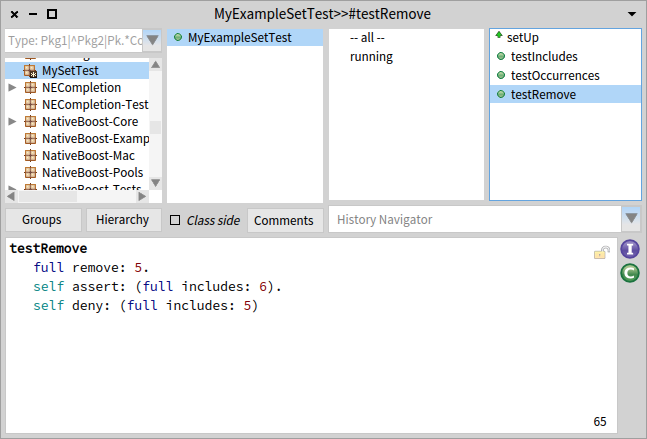 MyExampleSetTest>>#testRemove
Type: Pkg1|^Pkg2|Pk.*Co
MySetTest
NECompletion
NECompletion-Test
NativeBoost-Core
NativeBoost-Examp
NativeBoost-Mac
NativeBoost-Pools
NativeBoost-Tests
MyExampleSetTest
-- all --
running
setUp
testIncludes
testOccurrences
testRemove
Groups
Hierarchy
Class side
Comments
History Navigator
testRemove
full remove: 5.
self assert: (full includes: 6).
self deny: (full includes: 5)
I
C
65